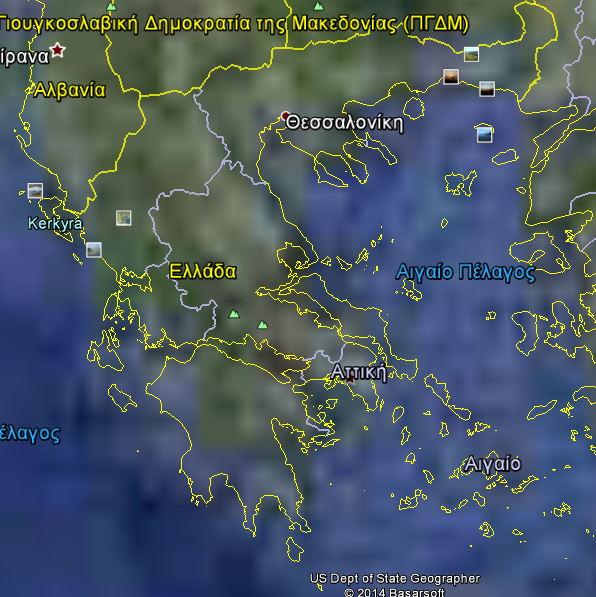 Γιουγκοσλαβική Δημοκρατία της Μακεδονίας (ΠΓΔΜ)
ίρανα
Αλβανία
Θεσσαλονίκη
Kerkyra
Ελλάδα
Αιγαίο Πέλαγος
Αττική
έλαγος
Αιγαίο
US Dept of State Geographer
© 2014 Basarsoft